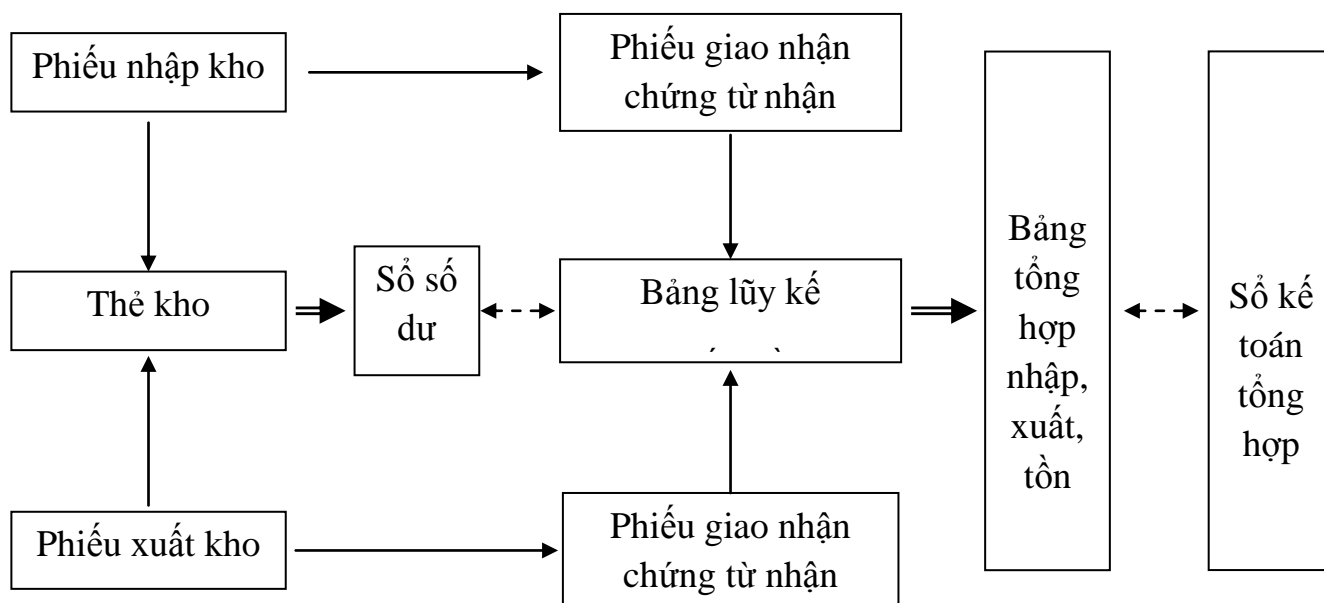 Phiếu nhập kho
Phiếu giao nhận
chứng từ nhận
Thẻ kho
Sổ số
dư
Bảng lũy kế
Bảng
tổng
hợp
nhập,
xuất,
tồn
Sổ kế
toán
tổng
hợp
Phiếu xuất kho
Phiếu giao nhận
chứng từ nhận